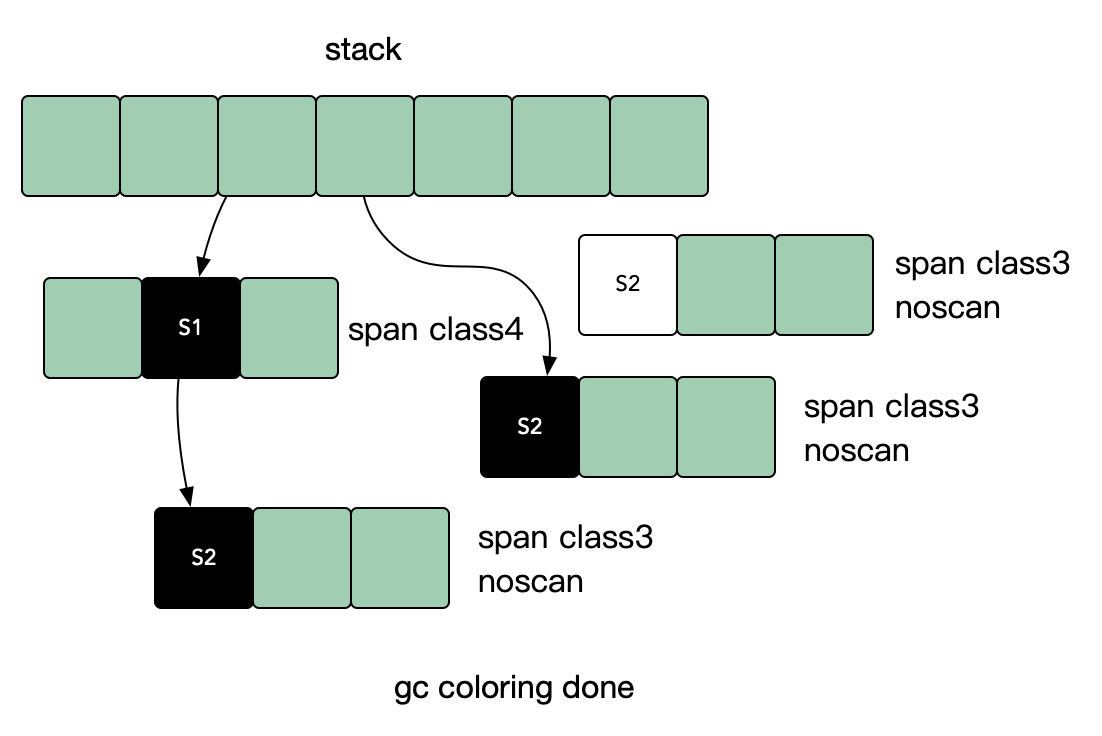 stack
S2
span class3
noscan
S1
span class4
S2
span class3
noscan
S2
span class3
noscan
gc coloring done